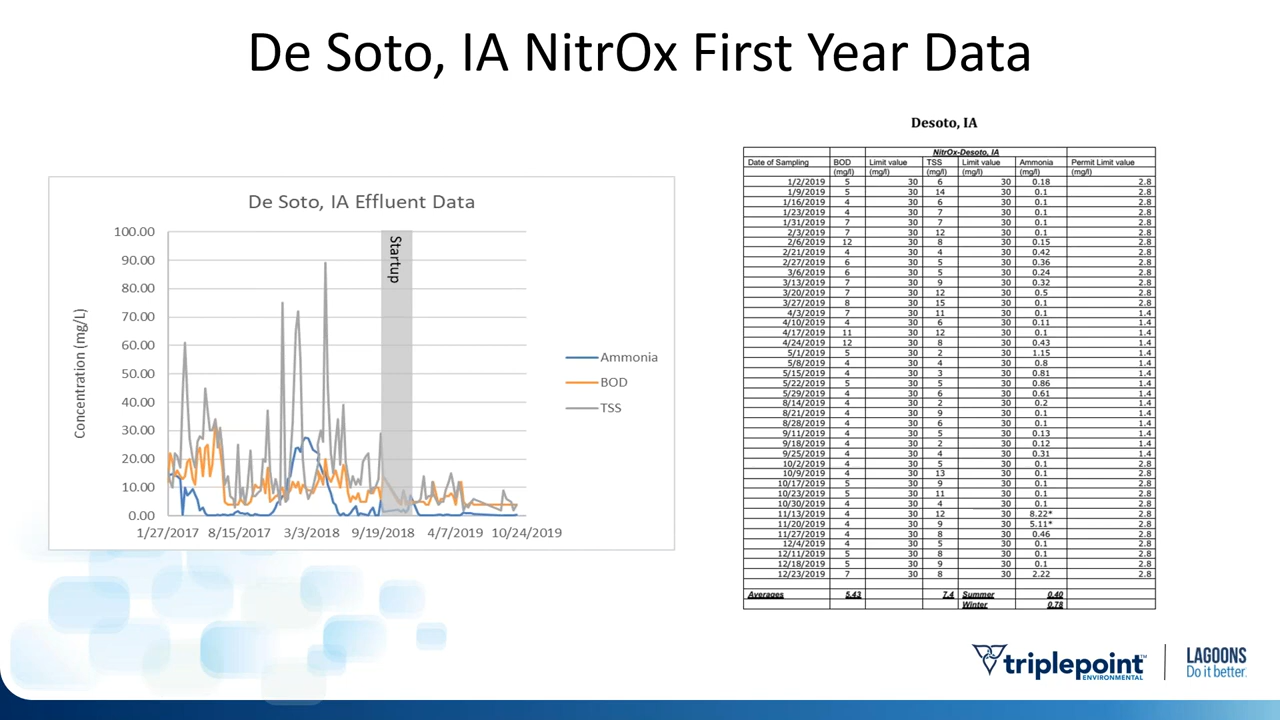 De Soto, IA NitrOx First Year Data
De Soto, IA Effluent Data
100.00
90.00
80.00
70.00
60.00
50.00
40.00
30.00
20.00
10.00
0.00
Concentration (mg/L)
Startup
1/27/2017 8/15/2017 3/3/2018 9/19/2018 4/7/2019 10/24/2019
Ammonia
BOD
TSS
Desoto, IA
NitrOx-Desoto, IA
Date of Sampling BOD Limit value TSS Limit value Ammonia Permit Limit value
(mg/l) (mg/l) (mg/l) (mg/l) (mg/l) (mg/l)
1/2/2019 5 30 6 30 0.18 2.8
1/9/2019 5 30 14 30 0.1 2.8
1/16/2019 4 30 6 30 0.1 2.8
1/23/2019 4 30 7 30 0.1 2.8
1/31/2019 7 30 7 30 0.1 2.8
2/3/2019 7 30 12 30 0.1 2.8
2/6/2019 12 30 8 30 0.15 2.8
2/21/2019 4 30 4 30 0.42 2.8
2/27/2019 6 30 5 30 0.36 2.8
3/6/2019 6 30 5 30 0.24 2.8
3/13/2019 7 30 9 30 0.32 2.8
3/20/2019 7 30 12 30 0.5 2.8
3/27/2019 8 30 15 30 0.1 2.8
4/3/2019 7 30 11 30 0.1 1.4
4/10/2019 4 30 6 30 0.11 1.4
4/17/2019 11 30 12 30 0.1 1.4
4/24/2019 12 30 8 30 0.43 1.4
5/1/2019 5 30 2 30 1.15 1.4
5/8/2019 4 30 4 30 0.8 1.4
5/15/2019 4 30 3 30 0.81 1.4
5/22/2019 5 30 5 30 0.86 1.4
5/29/2019 4 30 6 30 0.61 1.4
8/14/2019 4 30 2 30 0.2 1.4
8/21/2019 4 30 9 30 0.1 1.4
8/28/2019 4 30 6 30 0.1 1.4
9/11/2019 4 30 5 30 0.13 1.4
9/18/2019 4 30 2 30 0.12 1.4
9/25/2019 4 30 4 30 0.31 1.4
10/2/2019 4 30 5 30 0.1 2.8
10/9/2019 4 30 13 30 0.1 2.8
10/17/2019 5 30 9 30 0.1 2.8
10/23/2019 5 30 11 30 0.1 2.8
10/30/2019 4 30 4 30 0.1 2.8
11/13/2019 4 30 12 30 8.22* 2.8
11/20/2019 4 30 9 30 5.11* 2.8
11/27/2019 4 30 8 30 0.46 2.8
12/4/2019 4 30 5 30 0.1 2.8
12/11/2019 5 30 8 30 0.1 2.8
12/18/2019 5 30 9 30 0.1 2.8
12/23/2019 7 30 8 30 2.22 2.8
Averages 5.43 7.4 Summer 0.40
Winter 0.78
triplepoint™
ENVIRONMENTAL
LAGOONS
Do it better.